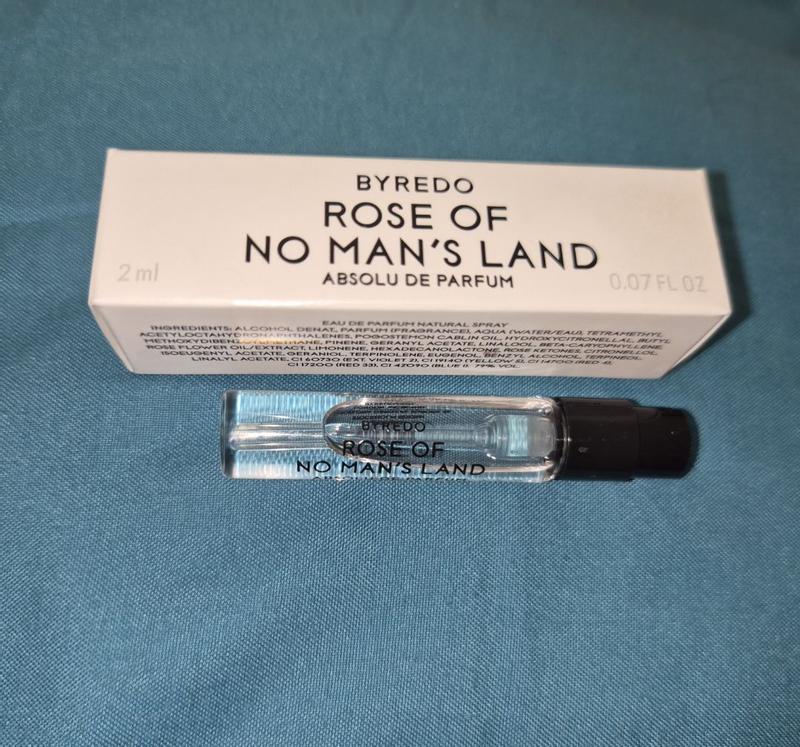 BYREDO
ROSE OF
NO MAN'S LAND
ABSOLU DE PARFUM
2 ml
0.07 FL OZ
EAU DE PARFUM NATURAL SPRAY
INGREDIENTS: ALCOHOL DENAT., PARFUM (FRAGRANCE), AQUA (WATER/EAU), TETRAMETHYL
ACETYLOCTAHYDRONAPHTHALENES, POGOSTEMON CABLIN OIL, HYDROXYCITRONELLAL, BUTYL
METHOXYDIBENZOYLMETHANE, PINENE, GERANYL ACETATE, LINALOOL, BETA-CARYOPHYLLENE,
ROSE FLOWER OIL/EXTRACT, LIMONENE, ROSE KETONES, CITRONELLOL,
ISOEUGENYL ACETATE, GERANIOL, TERPINOLENE, EUGENOL, BENZYL ALCOHOL, TERPINEOL,
LINALYL ACETATE, CI 60730 (EXT. VIOLET 2), CI 19140 (YELLOW 5), CI 14700 (RED 4),
CI 17200 (RED 33), CI 42090 (BLUE 1). 79% VOL.
BYREDO
ROSE OF
NO MAN'S LAND